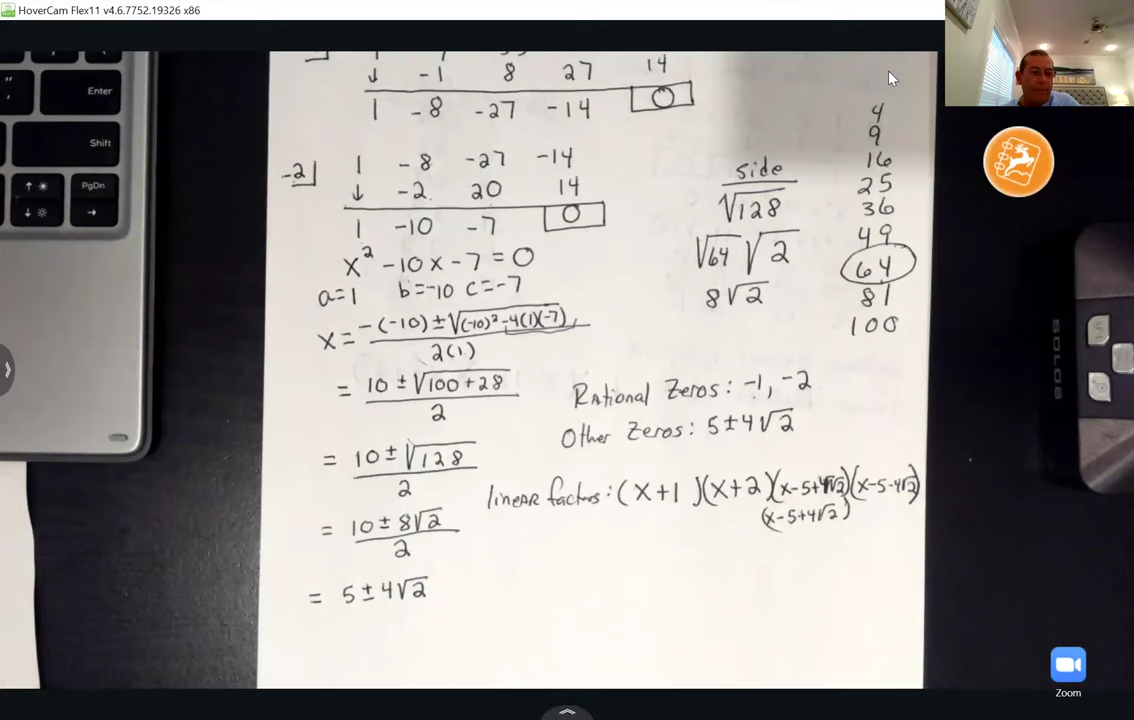 HoverCam Flex11 v4.6.7752.19326 x86
Enter
Shift
PgDn
↓ -1 8 27 14
1 -8 -27 -14 0
-2| 1 -8 -27 -14
↓ -2 20 14
1 -10 -7 0
x² -10x -7 = 0
a=1 b=-10 c=-7
x = -(-10) ± √(-10)² -4(1)(-7)
2(1)
= 10 ± √100+28
2
= 10 ± √128
2
= 10 ± 8√2
2
= 5 ± 4√2
side
√128
√64 √2
8√2
4
9
16
25
36
49
64
81
100
Rational Zeros: -1, -2
Other Zeros: 5±4√2
linear factors: (x+1)(x+2)(x-5+4√2)(x-5-4√2)
(x-5+4√2)
Zoom